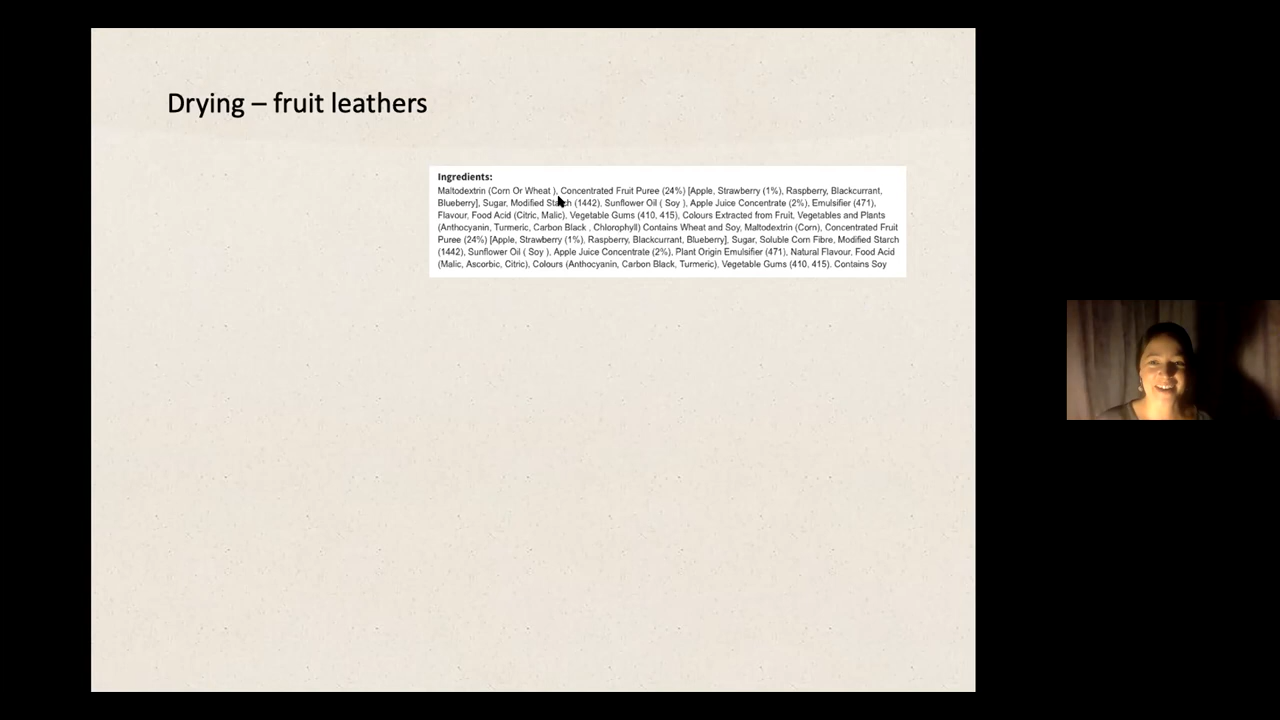 Drying – fruit leathers
Ingredients:
Maltodextrin (Corn Or Wheat ), Concentrated Fruit Puree (24%) [Apple, Strawberry (1%), Raspberry, Blackcurrant,
Blueberry], Sugar, Modified Starch (1442), Sunflower Oil ( Soy ), Apple Juice Concentrate (2%), Emulsifier (471),
Flavour, Food Acid (Citric, Malic), Vegetable Gums (410, 415), Colours Extracted from Fruit, Vegetables and Plants
(Anthocyanin, Turmeric, Carbon Black , Chlorophyll) Contains Wheat and Soy, Maltodextrin (Corn), Concentrated Fruit
Puree (24%) [Apple, Strawberry (1%), Raspberry, Blackcurrant, Blueberry], Sugar, Soluble Corn Fibre, Modified Starch
(1442), Sunflower Oil ( Soy ), Apple Juice Concentrate (2%), Plant Origin Emulsifier (471), Natural Flavour, Food Acid
(Malic, Ascorbic, Citric), Colours (Anthocyanin, Carbon Black, Turmeric), Vegetable Gums (410, 415). Contains Soy